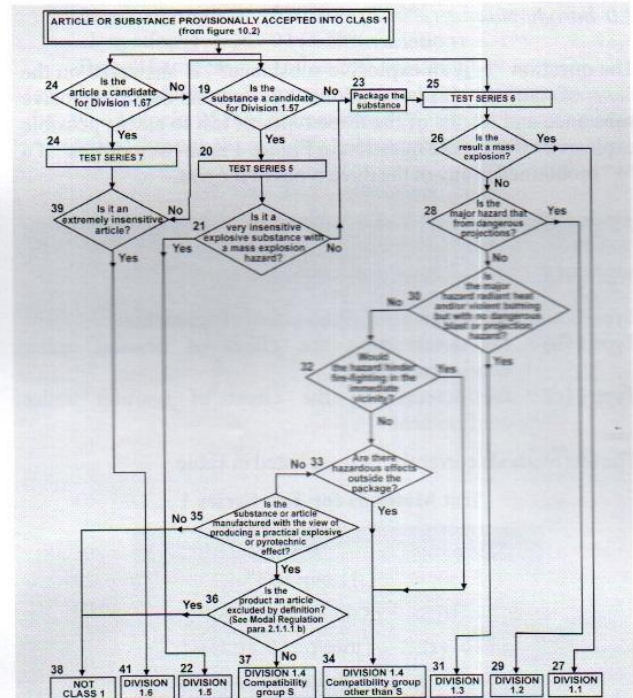 ARTICLE OR SUBSTANCE PROVISIONALLY ACCEPTED INTO CLASS 1
(from figure 10.2)
24
Is the
article a candidate
for Division 1.6?
No
19
Is the
substance a candidate
for Division 1.5?
No
23
Package the
substance
25
TEST SERIES 6
Yes
24
TEST SERIES 7
Yes
20
TEST SERIES 5
26
Is the
result a mass
explosion?
Yes
No
39
Is it an
extremely insensitive
article?
No
Yes
21
Is it a
very insensitive
explosive substance with
a mass explosion
hazard?
Yes
No
28
Is the
major hazard that
from dangerous
projections?
Yes
No
30
Is
the major
hazard radiant heat
and/or violent burning
but with no dangerous
blast or projection
hazard?
No
Yes
32
Would
the hazard hinder
fire-fighting in the
immediate
vicinity?
Yes
No
33
Are there
hazardous effects
outside the
package?
No
Yes
35
Is the
substance or article
manufactured with the view of
producing a practical explosive
or pyrotechnic
effect?
No
Yes
36
Is the
product an article
excluded by definition?
(See Modal Regulation
para 2.1.1.1 b)
Yes
No
38
NOT
CLASS 1
41
DIVISION
1.6
22
DIVISION
1.5
37
DIVISION 1.4
Compatibility
group S
34
DIVISION 1.4
Compatibility group
other than S
31
DIVISION
1.3
29
DIVISION
1.2
27
DIVISION
1.1